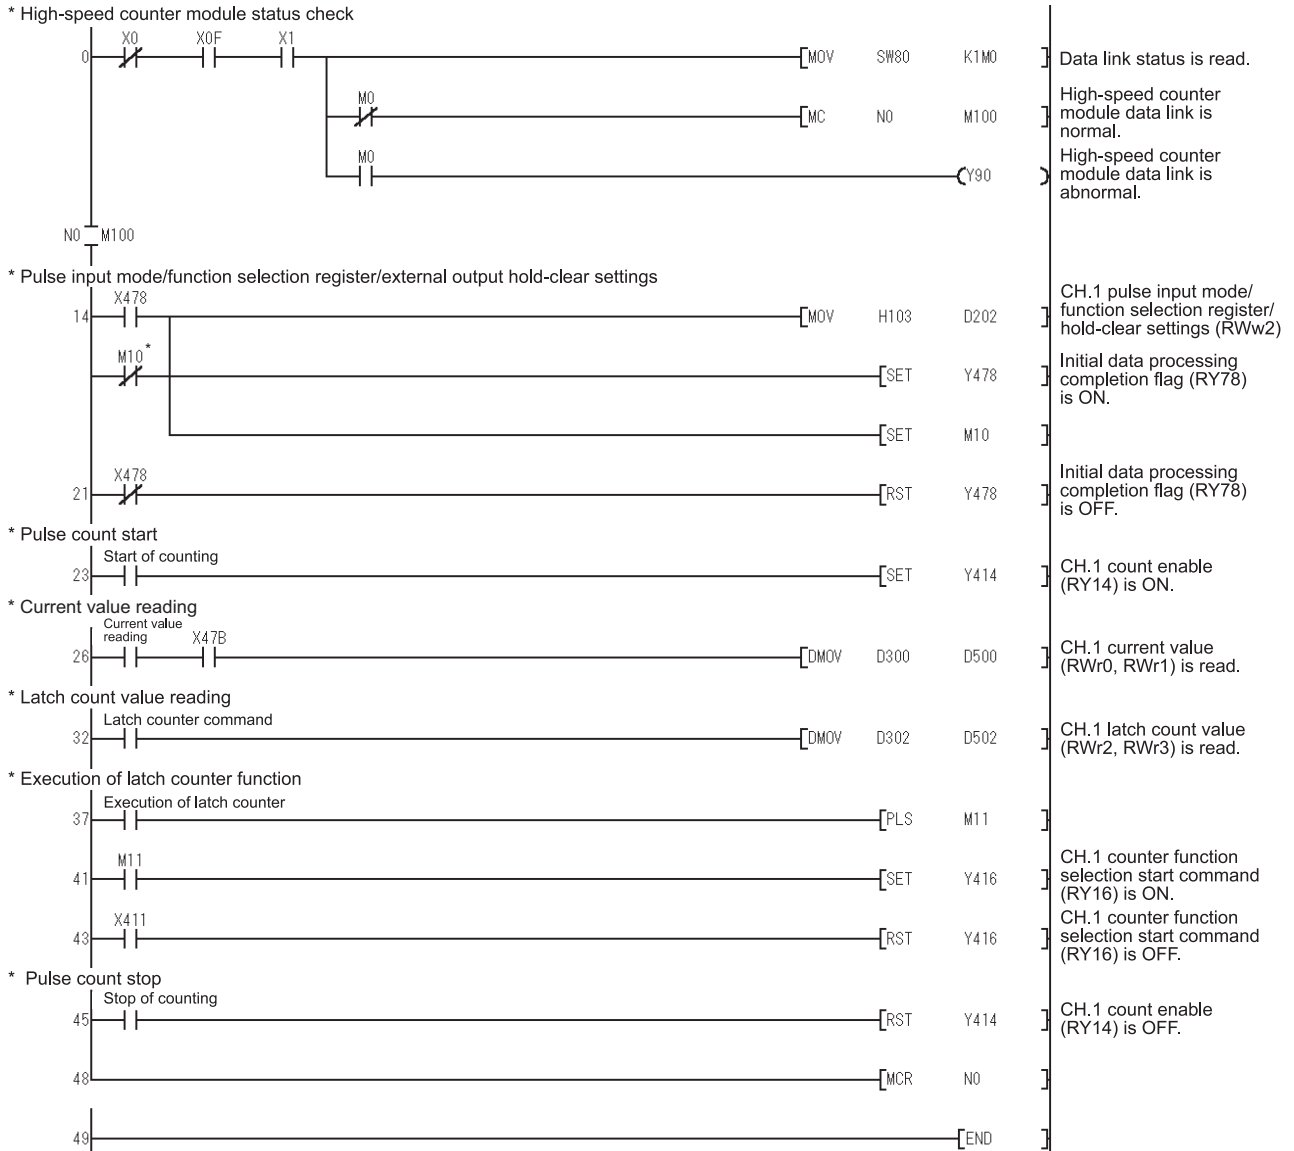 * High-speed counter module status check
X0 X0F X1
0 MOV SW80 K1M0 Data link status is read.
M0
MC N0 M100
High-speed counter
module data link is
normal.
M0
Y90
High-speed counter
module data link is
abnormal.
N0 M100
* Pulse input mode/function selection register/external output hold-clear settings
X478
14 MOV H103 D202
CH.1 pulse input mode/
function selection register/
hold-clear settings (RWw2)
M10 *
SET Y478
Initial data processing
completion flag (RY78)
is ON.
SET M10
X478
21 RST Y478
Initial data processing
completion flag (RY78)
is OFF.
* Pulse count start
Start of counting
23 SET Y414
CH.1 count enable
(RY14) is ON.
* Current value reading
Current value
reading X47B
26 DMOV D300 D500
CH.1 current value
(RWr0, RWr1) is read.
* Latch count value reading
Latch counter command
32 DMOV D302 D502
CH.1 latch count value
(RWr2, RWr3) is read.
* Execution of latch counter function
Execution of latch counter
37 PLS M11
M11
41 SET Y416
CH.1 counter function
selection start command
(RY16) is ON.
X411
43 RST Y416
CH.1 counter function
selection start command
(RY16) is OFF.
* Pulse count stop
Stop of counting
45 RST Y414
CH.1 count enable
(RY14) is OFF.
48 MCR N0
49 END